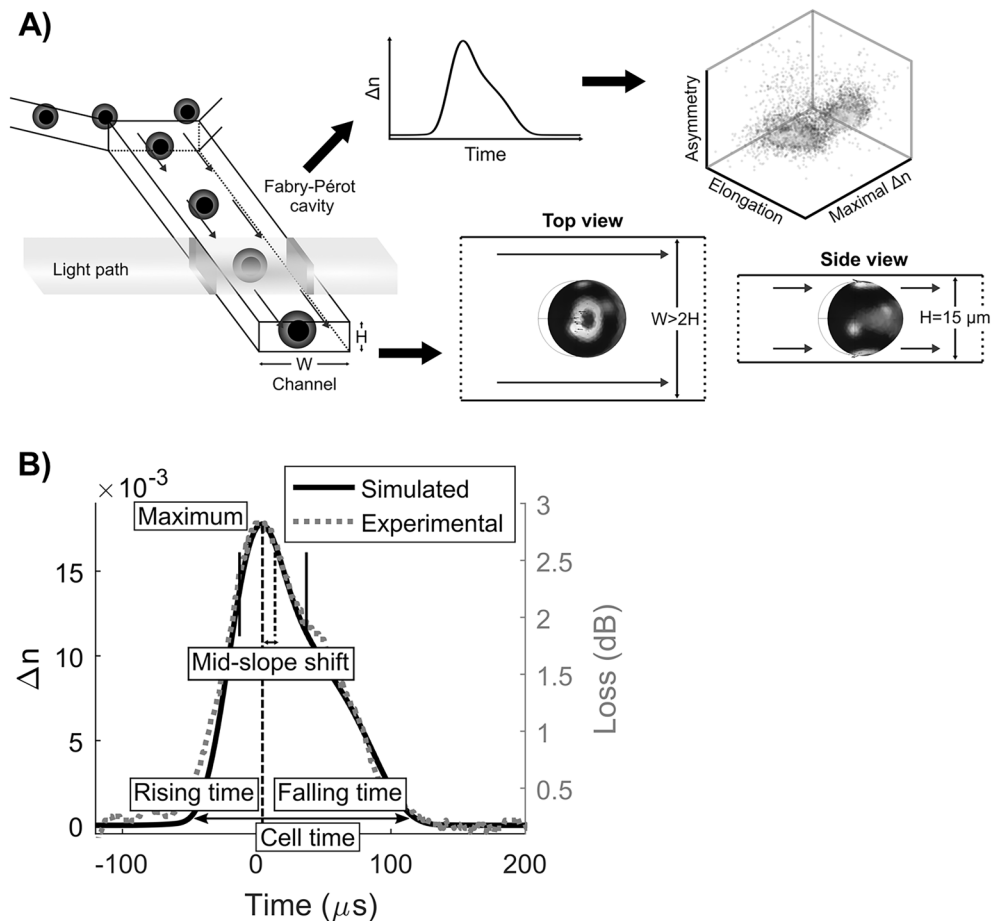 A)
Δn
Time
Asymmetry
Elongation
Maximal Δn
Fabry-Pérot
cavity
Light path
H
W
Channel
Top view
W>2H
Side view
H=15 μm
B)
×10⁻³
Simulated
Experimental
Maximum
Mid-slope shift
Rising time
Falling time
Cell time
15
10
5
0
Δn
3
2.5
2
1.5
1
0.5
Loss (dB)
-100
0
100
200
Time (μs)